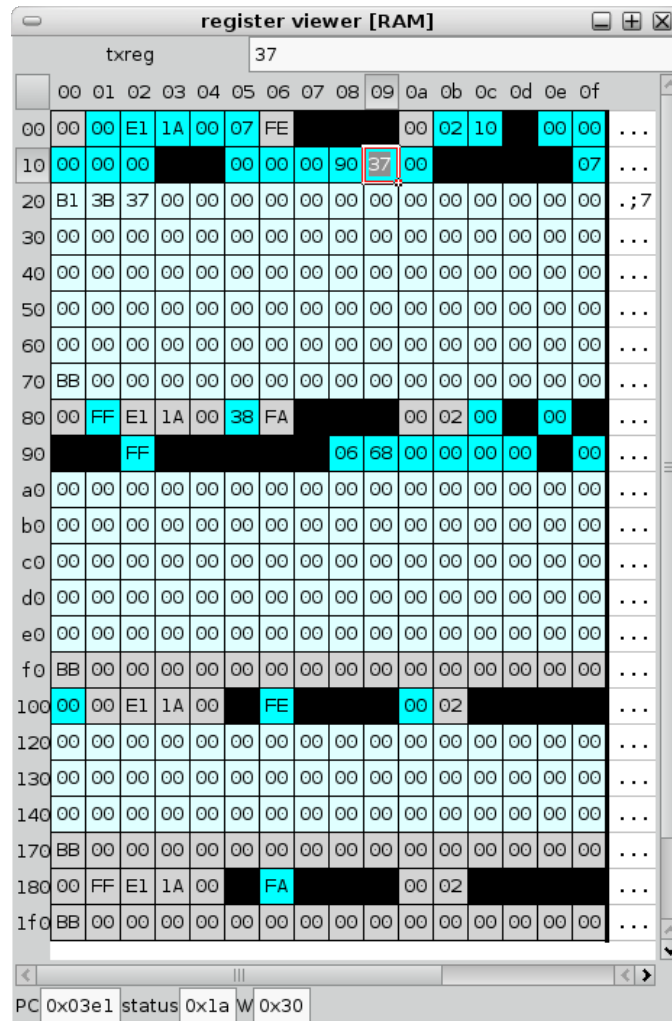 register viewer [RAM]
txreg 37
00 01 02 03 04 05 06 07 08 09 0a 0b 0c 0d 0e 0f
00 00 00 E1 1A 00 07 FE 00 02 10 00 00 ...
10 00 00 00 00 00 00 90 37 00 07 ...
20 B1 3B 37 00 00 00 00 00 00 00 00 00 00 00 00 00 .;7
30 00 00 00 00 00 00 00 00 00 00 00 00 00 00 00 00 ...
40 00 00 00 00 00 00 00 00 00 00 00 00 00 00 00 00 ...
50 00 00 00 00 00 00 00 00 00 00 00 00 00 00 00 00 ...
60 00 00 00 00 00 00 00 00 00 00 00 00 00 00 00 00 ...
70 BB 00 00 00 00 00 00 00 00 00 00 00 00 00 00 00 ...
80 00 FF E1 1A 00 38 FA 00 02 00 00 ...
90 FF 06 68 00 00 00 00 00 ...
a0 00 00 00 00 00 00 00 00 00 00 00 00 00 00 00 00 ...
b0 00 00 00 00 00 00 00 00 00 00 00 00 00 00 00 00 ...
c0 00 00 00 00 00 00 00 00 00 00 00 00 00 00 00 00 ...
d0 00 00 00 00 00 00 00 00 00 00 00 00 00 00 00 00 ...
e0 00 00 00 00 00 00 00 00 00 00 00 00 00 00 00 00 ...
f0 BB 00 00 00 00 00 00 00 00 00 00 00 00 00 00 00 ...
100 00 00 E1 1A 00 FE 00 02 ...
120 00 00 00 00 00 00 00 00 00 00 00 00 00 00 00 00 ...
130 00 00 00 00 00 00 00 00 00 00 00 00 00 00 00 00 ...
140 00 00 00 00 00 00 00 00 00 00 00 00 00 00 00 00 ...
170 BB 00 00 00 00 00 00 00 00 00 00 00 00 00 00 00 ...
180 00 FF E1 1A 00 FA 00 02 ...
1f0 BB 00 00 00 00 00 00 00 00 00 00 00 00 00 00 00 ...
PC 0x03e1 status 0x1a W 0x30